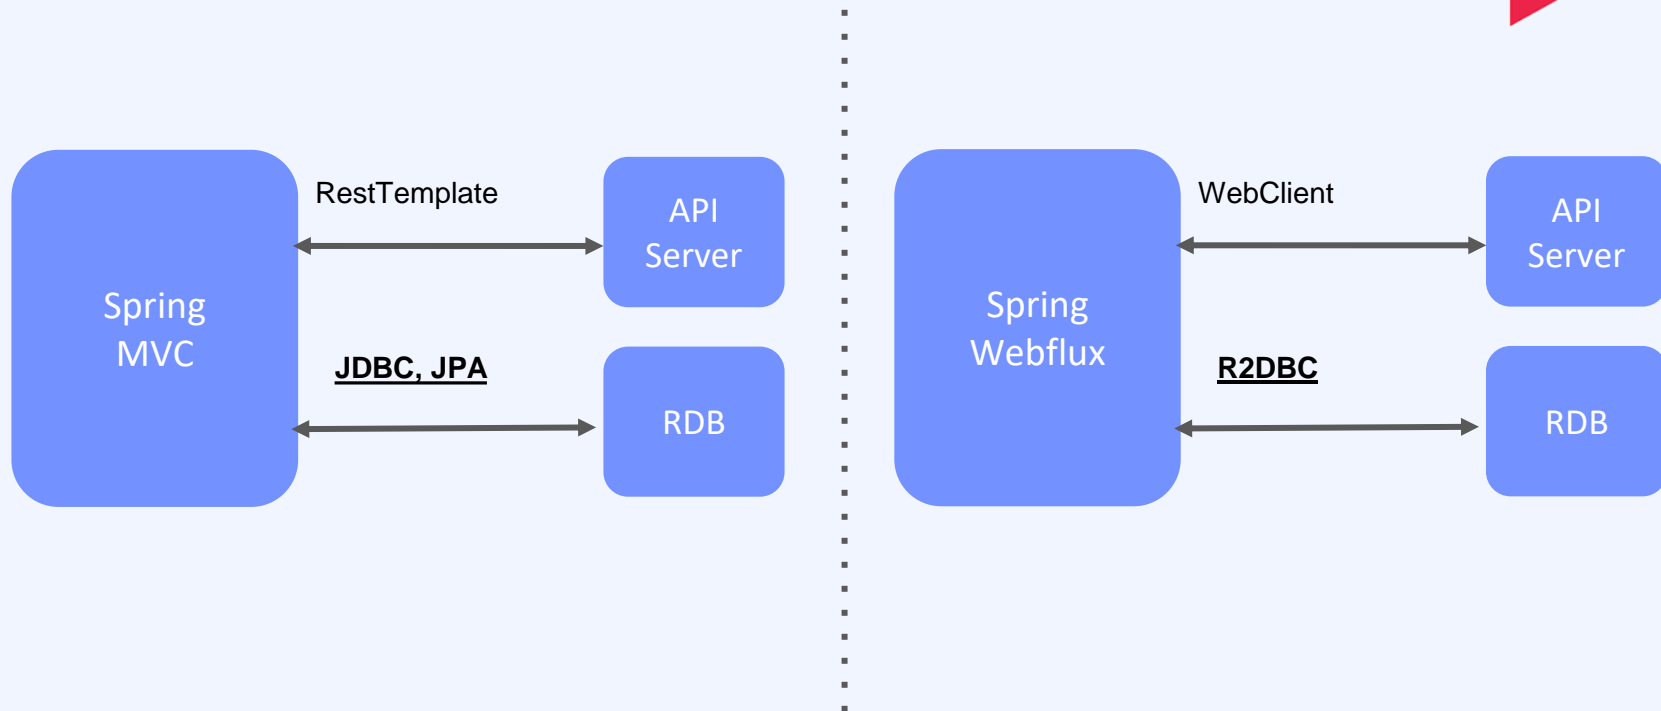 RestTemplate
API
Server
Spring
MVC
JDBC, JPA
RDB
WebClient
API
Server
Spring
Webflux
R2DBC
RDB